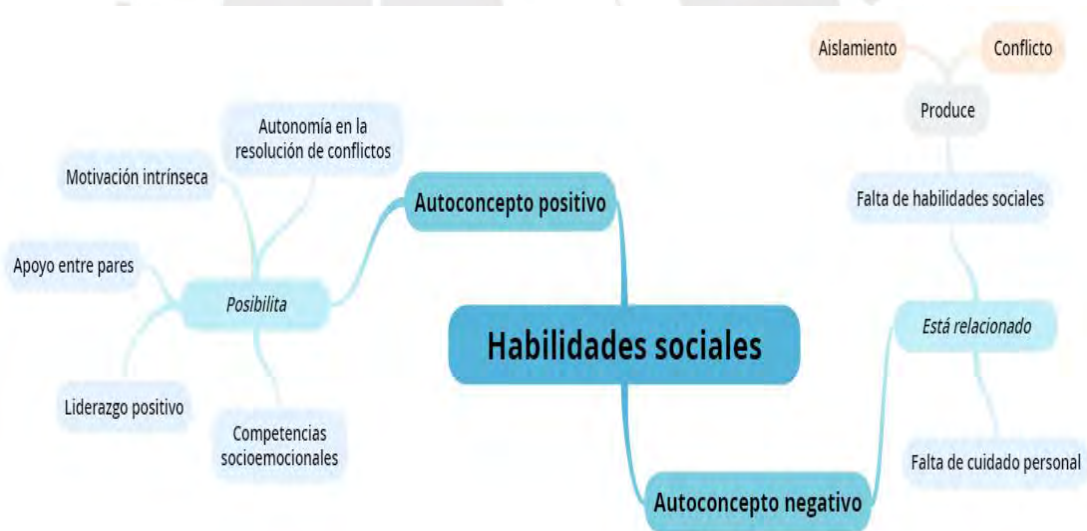 Aislamiento
Conflicto
Produce
Autonomía en la
resolución de conflictos
Motivación intrínseca
Falta de habilidades sociales
Autoconcepto positivo
Apoyo entre pares
Posibilita
Está relacionado
Habilidades sociales
Liderazgo positivo
Competencias
socioemocionales
Falta de cuidado personal
Autoconcepto negativo